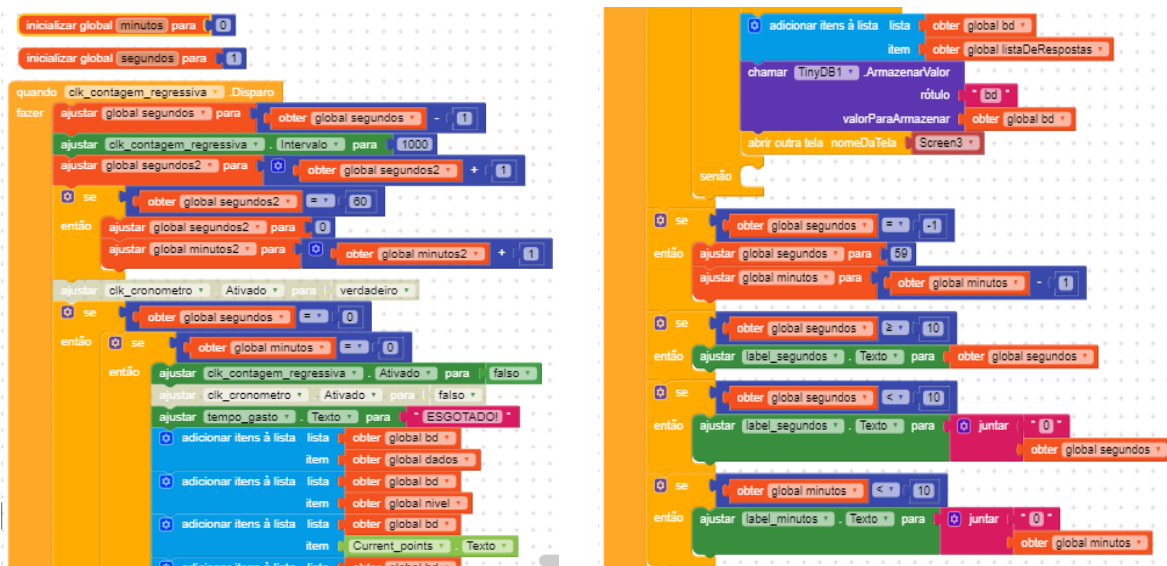 inicializar global minutos para 0
inicializar global segundos para 1
quando clk_contagem_regressiva .Disparo
fazer ajustar global segundos para obter global segundos - 1
ajustar clk_contagem_regressiva . Intervalo para 1000
ajustar global segundos2 para obter global segundos2 + 1
se obter global segundos2 = 60
então ajustar global segundos2 para 0
ajustar global minutos2 para obter global minutos2 + 1
ajustar clk_cronometro . Ativado para verdadeiro
se obter global segundos = 0
então se obter global minutos = 0
então ajustar clk_contagem_regressiva . Ativado para falso
ajustar clk_cronometro . Ativado para falso
ajustar tempo_gasto . Texto para " ESGOTADO! "
adicionar itens à lista lista obter global bd
item obter global dados
adicionar itens à lista lista obter global bd
item obter global nivel
adicionar itens à lista lista obter global bd
item Current_points . Texto
adicionar itens à lista lista obter global bd
adicionar itens à lista lista obter global bd
item obter global listaDeRespostas
chamar TinyDB1 .ArmazenarValor
rótulo " bd "
valorParaArmazenar obter global bd
abrir outra tela nomeDaTela Screen3
senão
se obter global segundos = -1
então ajustar global segundos para 59
ajustar global minutos para obter global minutos - 1
se obter global segundos ≥ 10
então ajustar label_segundos . Texto para obter global segundos
se obter global segundos < 10
então ajustar label_segundos . Texto para juntar " 0 "
obter global segundos
se obter global minutos < 10
então ajustar label_minutos . Texto para juntar " 0 "
obter global minutos